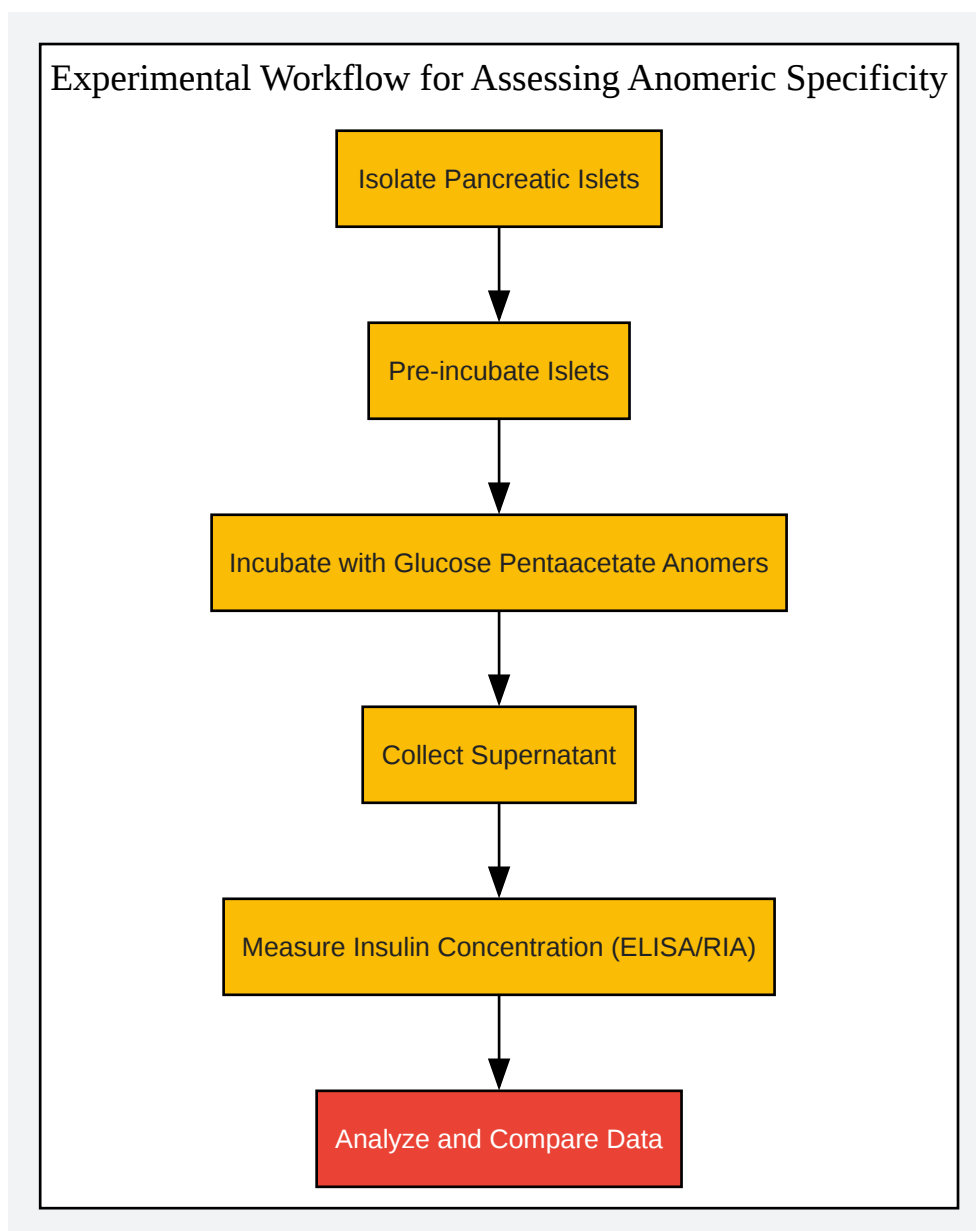 Experimental Workflow for Assessing Anomeric Specificity
Isolate Pancreatic Islets
Pre-incubate Islets
Incubate with Glucose Pentaacetate Anomers
Collect Supernatant
Measure Insulin Concentration (ELISA/RIA)
Analyze and Compare Data